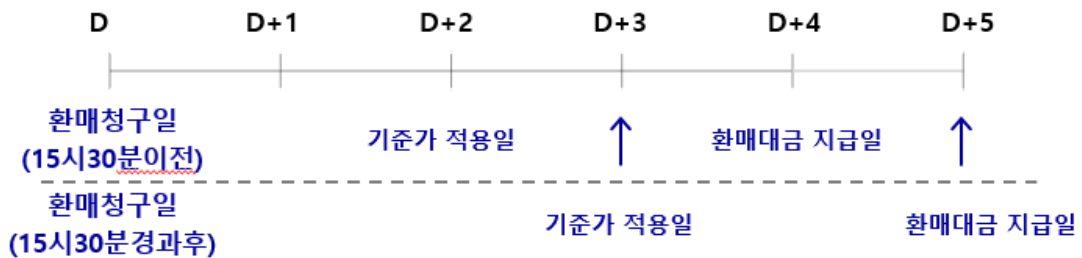 D D+1 D+2 D+3 D+4 D+5
환매청구일
(15시30분이전)
기준가 적용일
환매대금 지급일
환매청구일
(15시30분경과후)
기준가 적용일
환매대금 지급일